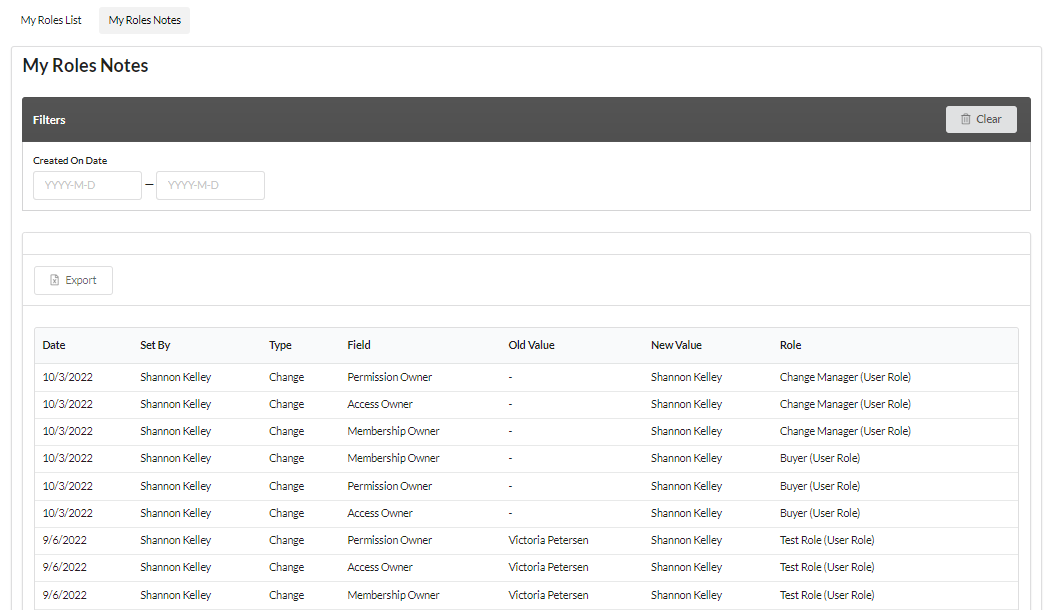 My Roles List My Roles Notes
My Roles Notes
Filters Clear
Created On Date
YYYY-M-D — YYYY-M-D
Export
Date Set By Type Field Old Value New Value Role
10/3/2022 Shannon Kelley Change Permission Owner - Shannon Kelley Change Manager (User Role)
10/3/2022 Shannon Kelley Change Access Owner - Shannon Kelley Change Manager (User Role)
10/3/2022 Shannon Kelley Change Membership Owner - Shannon Kelley Change Manager (User Role)
10/3/2022 Shannon Kelley Change Membership Owner - Shannon Kelley Buyer (User Role)
10/3/2022 Shannon Kelley Change Permission Owner - Shannon Kelley Buyer (User Role)
10/3/2022 Shannon Kelley Change Access Owner - Shannon Kelley Buyer (User Role)
9/6/2022 Shannon Kelley Change Permission Owner Victoria Petersen Shannon Kelley Test Role (User Role)
9/6/2022 Shannon Kelley Change Access Owner Victoria Petersen Shannon Kelley Test Role (User Role)
9/6/2022 Shannon Kelley Change Membership Owner Victoria Petersen Shannon Kelley Test Role (User Role)